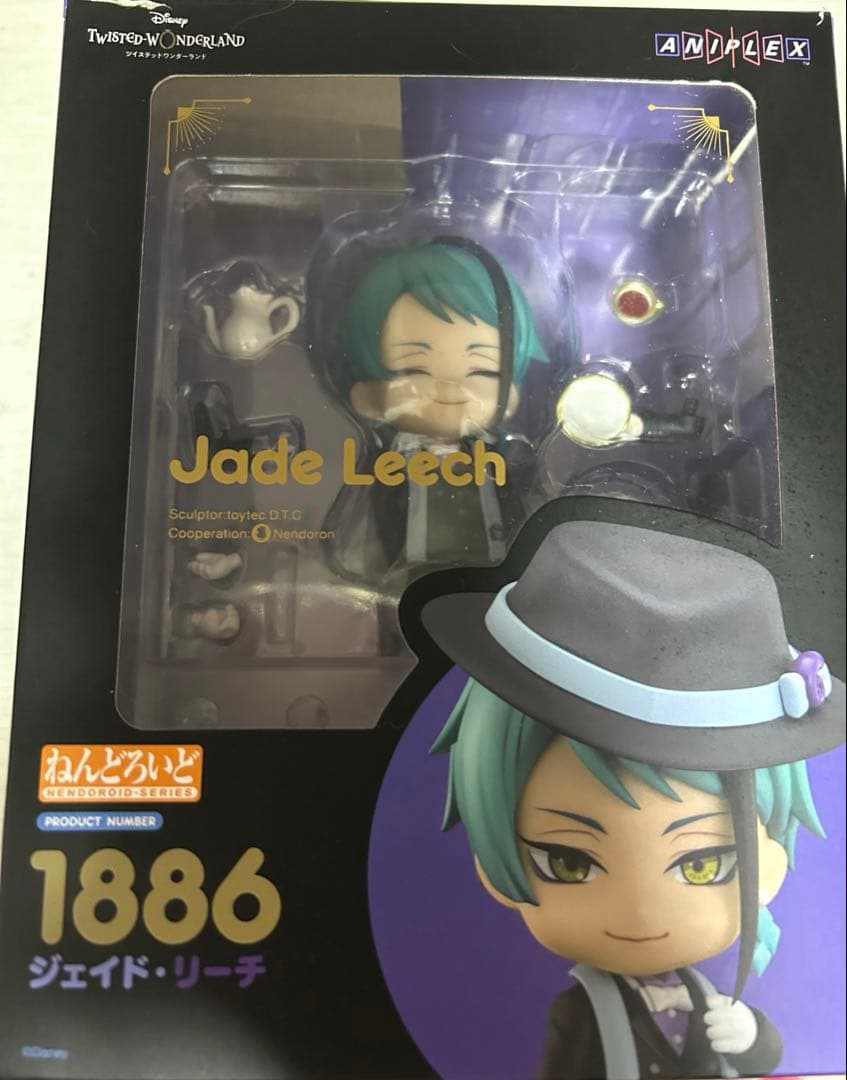 Disney
TWISTED-WONDERLAND
ツイステッドワンダーランド
ANIPLEX
Jade Leech
Sculptor:toytec D.T.C
Cooperation: Nendoron
ねんどろいど
NENDOROID-SERIES
PRODUCT NUMBER
1886
ジェイド・リーチ
©Disney